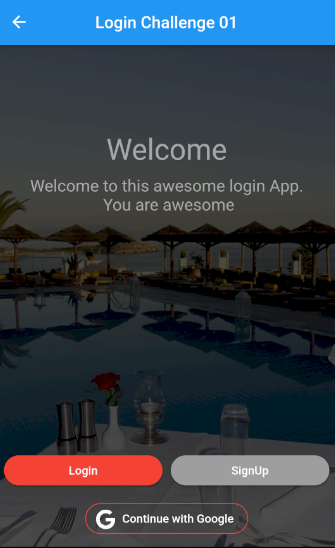 Login Challenge 01
Welcome
Welcome to this awesome login App.
You are awesome
Login
SignUp
Continue with Google